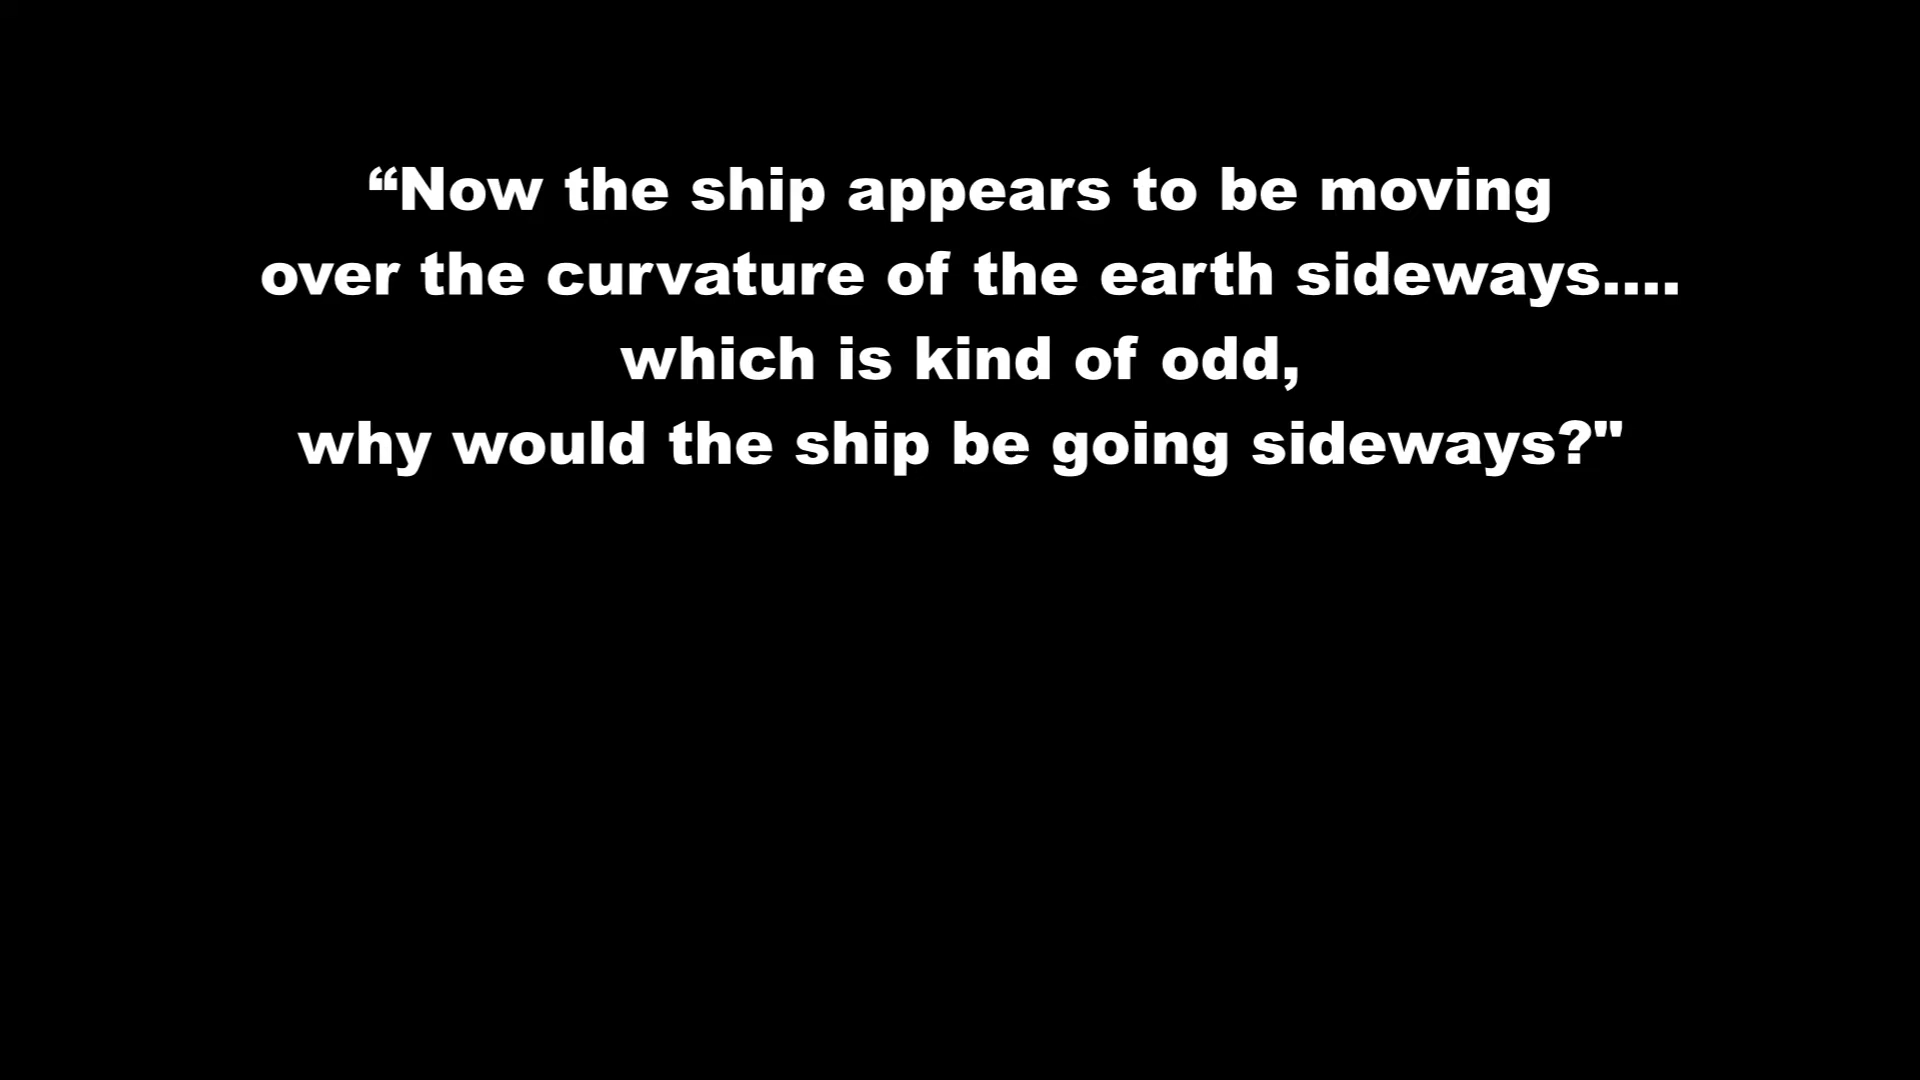 “Now the ship appears to be moving
over the curvature of the earth sideways....
which is kind of odd,
why would the ship be going sideways?"